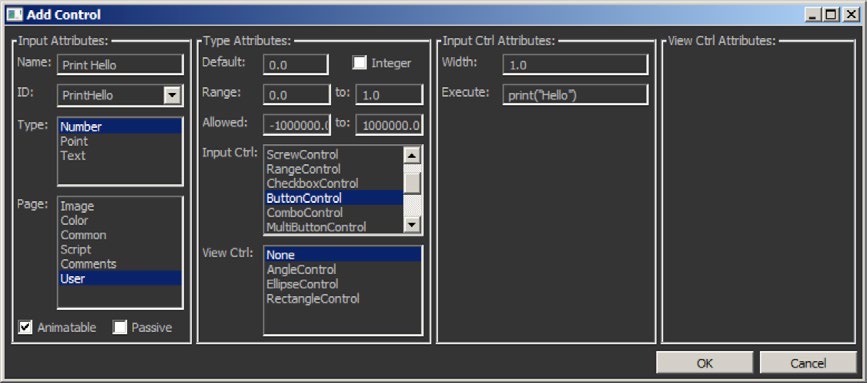 Add Control
Input Attributes:
Name: Print Hello
ID: PrintHello
Type: Number
Point
Text
Page: Image
Color
Common
Script
Comments
User
Animatable Passive
Type Attributes:
Default: 0.0 Integer
Range: 0.0 to: 1.0
Allowed: -1000000.0 to: 1000000.0
Input Ctrl: ScrewControl
RangeControl
CheckboxControl
ButtonControl
ComboControl
MultiButtonControl
View Ctrl: None
AngleControl
EllipseControl
RectangleControl
Input Ctrl Attributes:
Width: 1.0
Execute: print("Hello")
View Ctrl Attributes:
OK Cancel